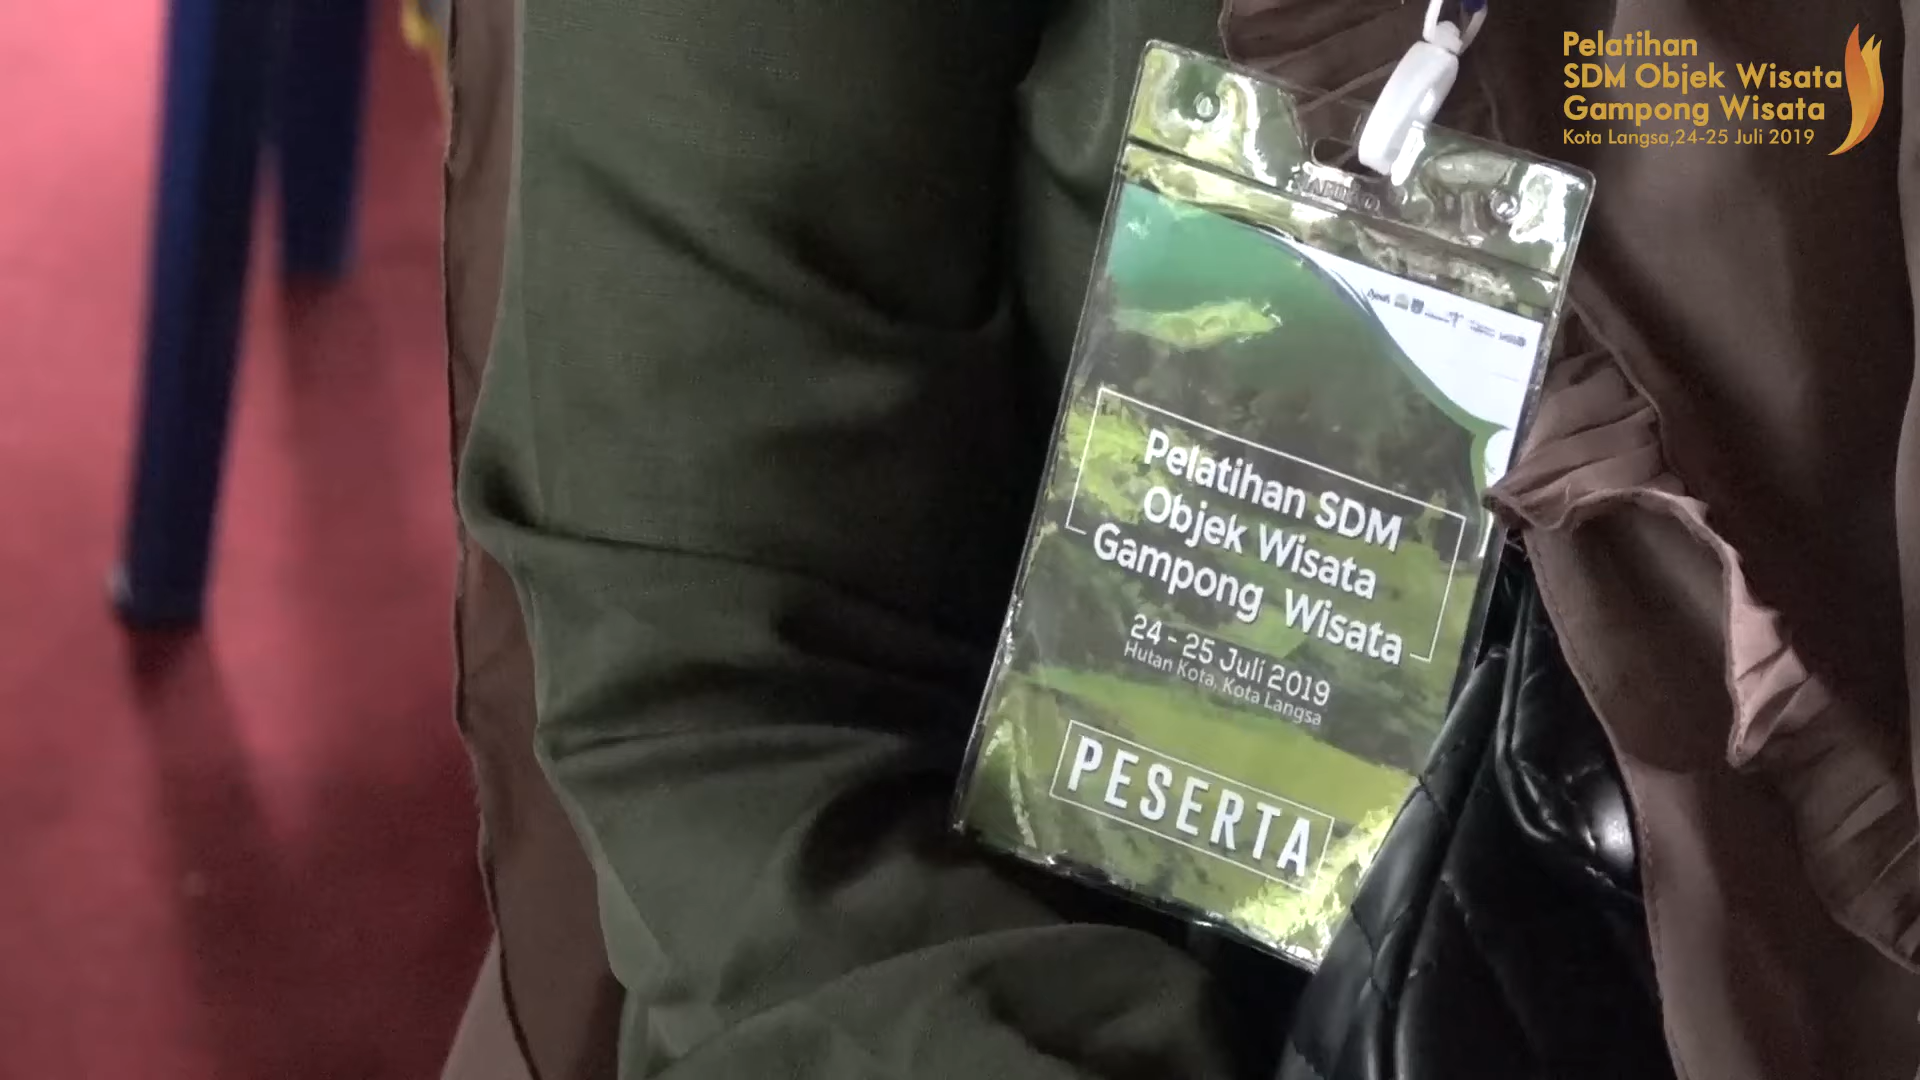 Pelatihan
SDM Objek Wisata
Gampong Wisata
Kota Langsa,24-25 Juli 2019
Pelatihan SDM
Objek Wisata
Gampong Wisata
24 - 25 Juli 2019
Hutan Kota, Kota Langsa
PESERTA